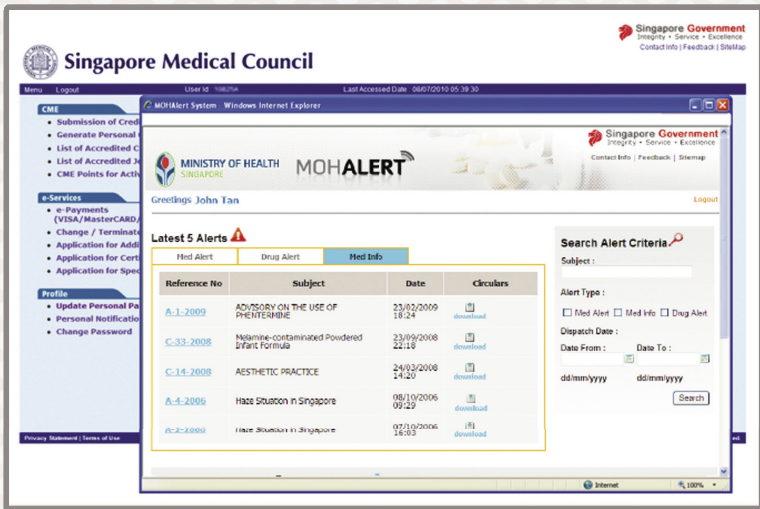 Singapore Government
Integrity • Service • Excellence
Contact Info | Feedback | SiteMap
Singapore Medical Council
Menu Logout User Id Last Accessed Date 08/07/2010 05:39:30
CME
• Submission of Credi
• Generate Personal
• List of Accredited C
• List of Accredited J
• CME Points for Activ
e-Services
• e-Payments
(VISA/MasterCARD/
• Change / Terminate
• Application for Addi
• Application for Certi
• Application for Spec
Profile
• Update Personal Pa
• Personal Notificatio
• Change Password
Privacy Statement | Terms of Use
ed.
MOHAlert System - Windows Internet Explorer
Singapore Government
Integrity • Service • Excellence
Contact Info | Feedback | Sitemap
MINISTRY OF HEALTH
SINGAPORE
MOHALERT
Greetings John Tan
Logout
Latest 5 Alerts
Med Alert Drug Alert Med Info
Reference No Subject Date Circulars
A-1-2009 ADVISORY ON THE USE OF PHENTERMINE 23/02/2009 18:24 download
C-33-2008 Melamine-contaminated Powdered Infant Formula 23/09/2008 22:18 download
C-14-2008 AESTHETIC PRACTICE 24/03/2008 14:20 download
A-4-2006 Haze Situation in Singapore 08/10/2006 09:29 download
A-2-2006 Haze Situation in Singapore 07/10/2006 16:03 download
Search Alert Criteria
Subject :
Alert Type :
Med Alert Med Info Drug Alert
Dispatch Date :
Date From : Date To :
dd/mm/yyyy dd/mm/yyyy
Search
Internet 100%